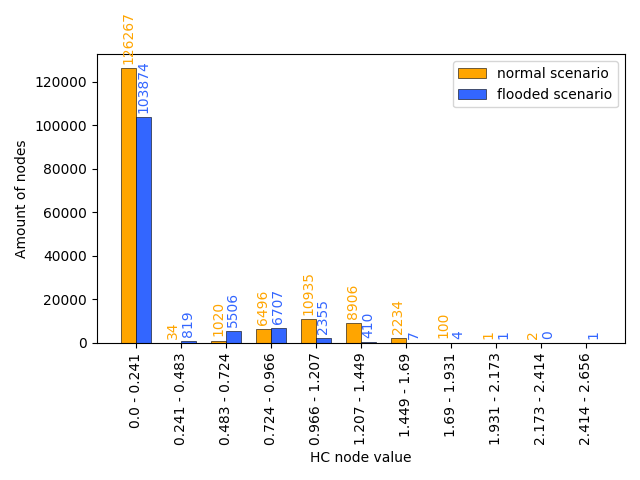 normal scenario
flooded scenario
Amount of nodes
120000
100000
80000
60000
40000
20000
0
126267
103874
34
819
1020
5506
6496
6707
10935
2355
8906
410
2234
7
100
4
1
1
2
0
1
0.0 - 0.241
0.241 - 0.483
0.483 - 0.724
0.724 - 0.966
0.966 - 1.207
1.207 - 1.449
1.449 - 1.69
1.69 - 1.931
1.931 - 2.173
2.173 - 2.414
2.414 - 2.656
HC node value